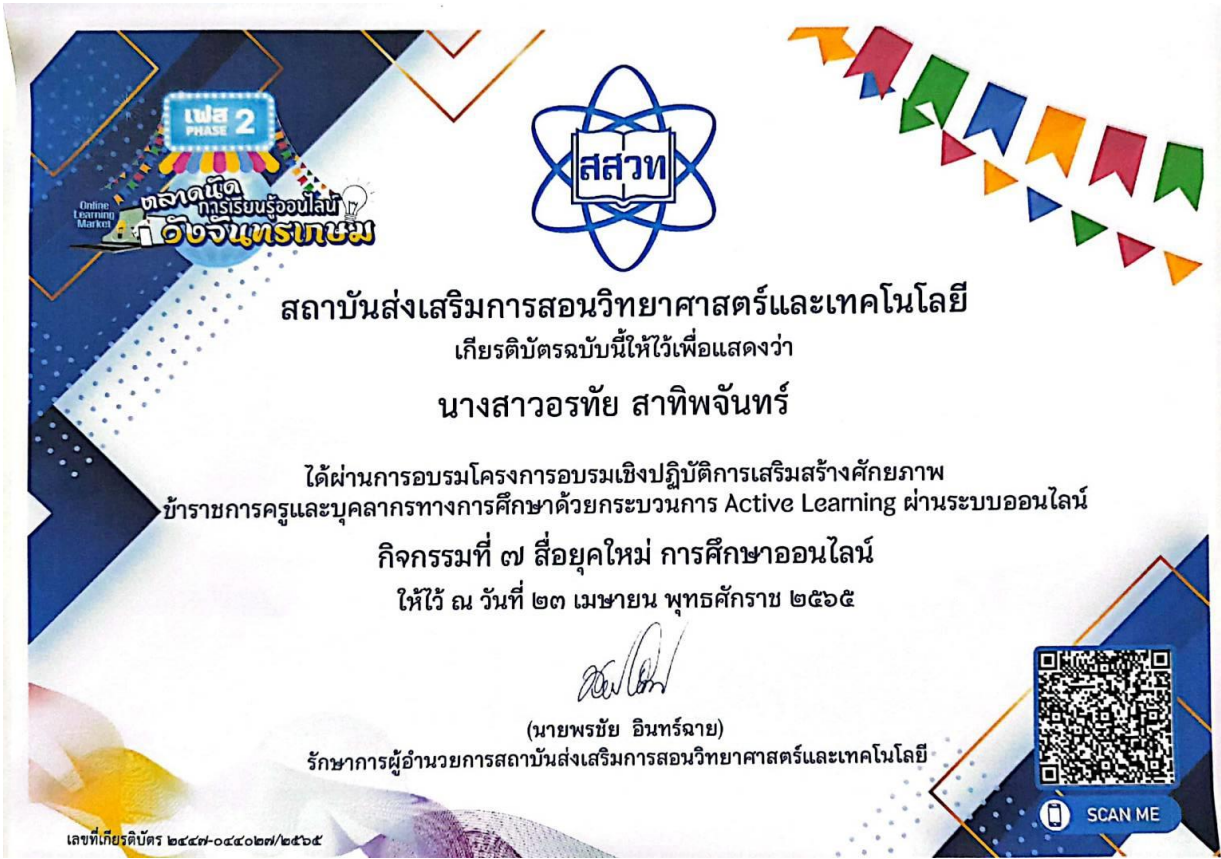 เฟส
PHASE 2
Online
Learning
Market
ตลาดนัด
การเรียนรู้ออนไลน์
วังจันทรเกษม
สสวท
สถาบันส่งเสริมการสอนวิทยาศาสตร์และเทคโนโลยี
เกียรติบัตรฉบับนี้ให้ไว้เพื่อแสดงว่า
นางสาวอรทัย สาทิพจันทร์
ได้ผ่านการอบรมโครงการอบรมเชิงปฏิบัติการเสริมสร้างศักยภาพ
ข้าราชการครูและบุคลากรทางการศึกษาด้วยกระบวนการ Active Learning ผ่านระบบออนไลน์
กิจกรรมที่ ๗ สื่อยุคใหม่ การศึกษาออนไลน์
ให้ไว้ ณ วันที่ ๒๓ เมษายน พุทธศักราช ๒๕๖๕
(นายพรชัย อินทร์ฉาย)
รักษาการผู้อำนวยการสถาบันส่งเสริมการสอนวิทยาศาสตร์และเทคโนโลยี
SCAN ME
เลขที่เกียรติบัตร ๒๔๔๗-๐๔๔๐๒๗/๒๕๖๕